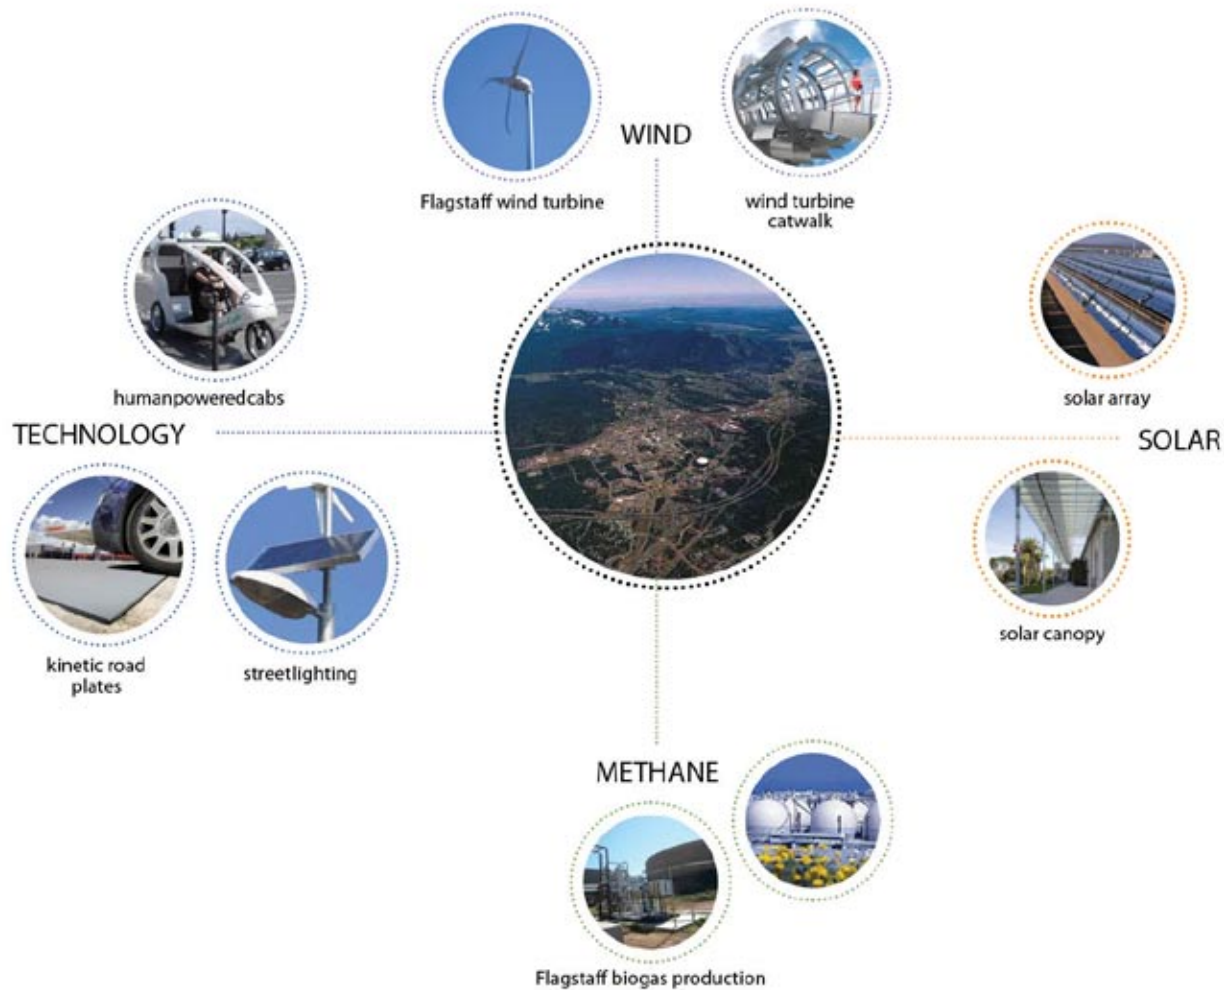 WIND
Flagstaff wind turbine
wind turbine
catwalk
humanpoweredcabs
TECHNOLOGY
kinetic road
plates
streetlighting
solar array
SOLAR
solar canopy
METHANE
Flagstaff biogas production